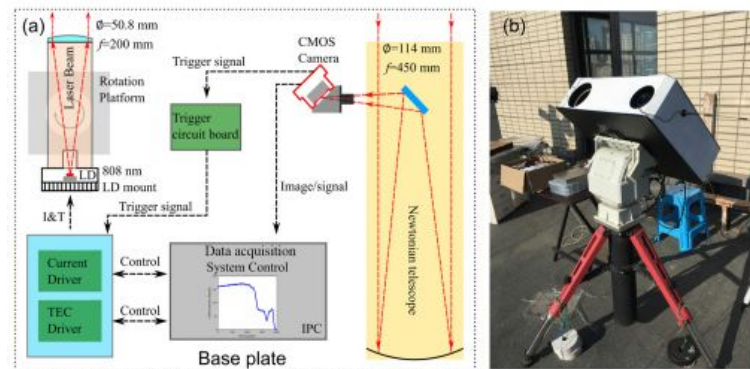 (a)
Ø=50.8 mm
f=200 mm
Laser Beam
Rotation
Platform
LD
808 nm
LD mount
I&T
Trigger signal
Trigger
circuit board
Trigger signal
CMOS
Camera
Image/signal
Ø=114 mm
f=450 mm
Newtonian telescope
Current
Driver
TEC
Driver
Control
Control
Data acquisition
System Control
IPC
Base plate
(b)